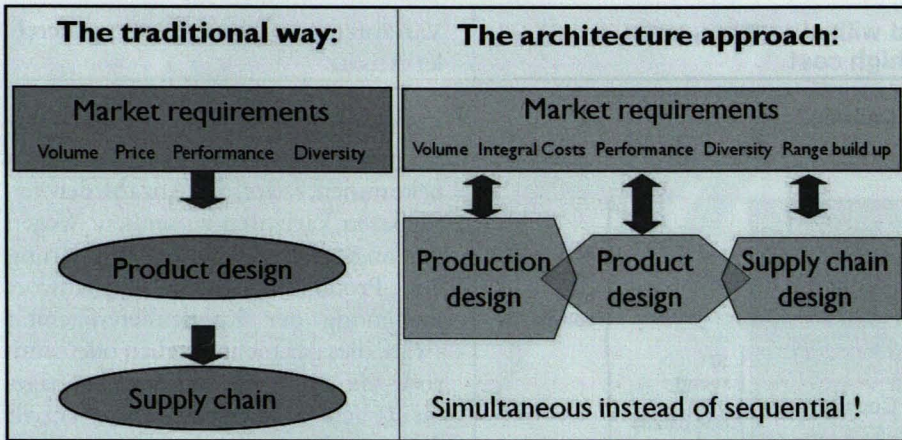 The traditional way:
Market requirements
Volume Price Performance Diversity
Product design
Supply chain
The architecture approach:
Market requirements
Volume Integral Costs Performance Diversity Range build up
Production
design
Product
design
Supply chain
design
Simultaneous instead of sequential !